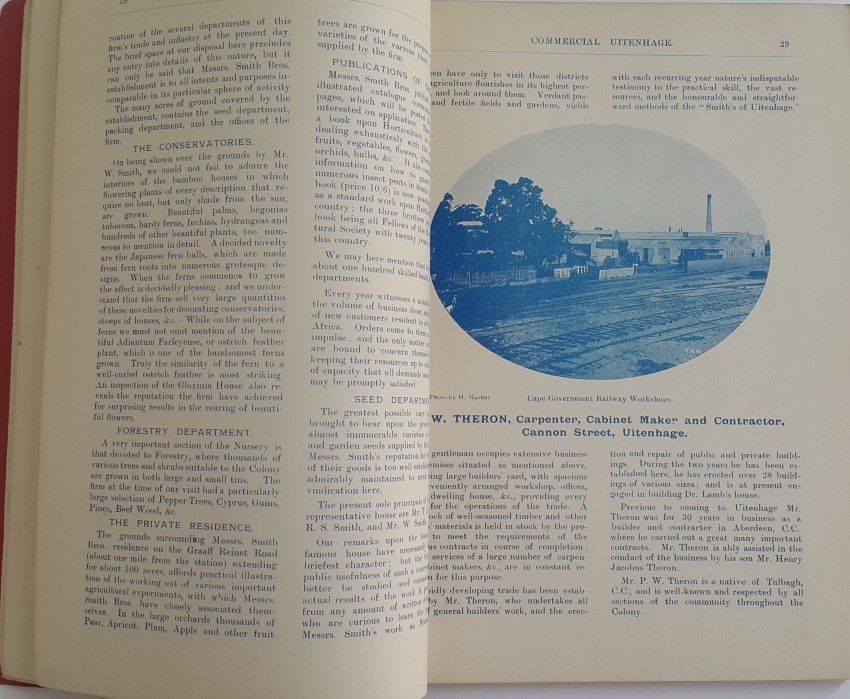 28
routine of the several departments of this
firm's trade and industry at the present day.
The brief space at our disposal here precludes
any entry into details of this nature, but it
can only be said that Messrs. Smith Bros.
establishment is to all intents and purposes in-
comparable in its particular sphere of activity
The many acres of ground covered by the
establishment, contains the seed department,
packing department, and the offices of the
firm.
THE CONSERVATORIES.
On being shown over the grounds by Mr.
W. Smith, we could not fail to admire the
interiors of the bamboo houses in which
flowering plants of every description that re-
quire no heat, but only shade from the sun,
are grown. Beautiful palms, begonias
tuberous, hardy ferns, fuchias, hydrangeas and
hundreds of other beautiful plants, too num-
erous to mention in detail. A decided novelty
are the Japanese fern balls, which are made
from fern roots into numerous grotesque de-
signs. When the ferns commence to grow
the effect is decidedly pleasing; and we under-
stand that the firm sell very large quantities
of these novelties for decorating conservatories,
stoeps of houses, &c. While on the subject of
ferns we must not omit mention of the beau-
tiful Adiantum Farleyense, or ostrich feather
plant, which is one of the handsomest ferns
grown. Truly the similarity of the fern to a
well-curled ostrich feather is most striking.
An inspection of the Gloxinia House also re-
veals the reputation the firm have achieved
for surprising results in the rearing of beauti-
ful flowers.
FORESTRY DEPARTMENT.
A very important section of the Nursery is
that devoted to Forestry, where thousands of
various trees and shrubs suitable to the Colony
are grown in both large and small tins. The
firm at the time of our visit had a particularly
large selection of Pepper Trees, Cyprus, Gums,
Pines, Beef Wood, &c.
THE PRIVATE RESIDENCE.
The grounds surrounding Messrs. Smith
Bros. residence on the Graaff Reinet Road
(about one mile from the station) extending
for about 100 acres, affords practical illustra-
tion of the working out of various important
agricultural experiments, with which Messrs.
Smith Bros. have closely associated them-
selves. In the large orchards thousands of
Pear, Apricot, Plum, Apple and other fruit
trees are grown for the purpose
varieties of the various
supplied by the firm.
PUBLICATIONS OF
Messrs. Smith Bros.
illustrated catalogue
pages, which will be posted
interested on application.
a book upon Horticulture
dealing exhaustively with the
fruits, vegetables, flowers,
orchids, bulbs, &c. It also
information on how to
numerous insect pests in
book (price 10/6) is now
as a standard work upon
country; the three brothers
book being all Fellows of the
tural Society with twenty years
this country.
We may here mention that
about one hundred skilled
departments.
Every year witnesses a
the volume of business done, and
of new customers resident in
Africa. Orders come to them
impulse; and the only matter
are bound to concern themselves
keeping their resources up to
of capacity that all demands
may be promptly satisfied.
SEED DEPARTME
The greatest possible care
brought to bear upon the
almost innumerable varieties
and garden seeds supplied by
Messrs. Smith's reputation
of their goods is too well
admirably maintained to
vindication here.
The present sole principals
representative house are Mr.
R. S. Smith, and Mr. W. Smith
Our remarks upon the
famous house have necessarily
briefest character; but the
public usefulness of such a
better be studied and
actual results of the work
from any amount of written
who are curious to learn
Messrs. Smith's work as
COMMERCIAL UITENHAGE. 29
have only to visit those districts
agriculture flourishes in its highest per-
and look around them. Verdant pas-
and fertile fields and gardens, yields
with each recurring year nature's indisputable
testimony to the practical skill, the vast re-
sources, and the honourable and straightfor-
ward methods of the "Smith's of Uitenhage."
VIEW
Photo by H. Macher. Cape Government Railway Workshops.
W. THERON, Carpenter, Cabinet Maker and Contractor,
Cannon Street, Uitenhage.
gentleman occupies extensive business
mises situated as mentioned above,
ing large builders' yard, with spacious
veniently arranged workshop, offices,
dwelling house, &c., providing every
for the operations of the trade. A
ock of well-seasoned timber and other
materials is held in stock by the pro-
to meet the requirements of the
us contracts in course of completion;
services of a large number of carpen-
binet makers, &c., are in constant re-
for this purpose.
idly developing trade has been estab-
by Mr. Theron, who undertakes all
general builders' work, and the erec-
tion and repair of public and private build-
ings. During the two years he has been es-
tablished here, he has erected over 28 build-
ings of various sizes; and is at present en-
gaged in building Dr. Lamb's house.
Previous to coming to Uitenhage Mr.
Theron was for 30 years in business as a
builder and contractor in Aberdeen, C.C.
where he carried out a great many important
contracts. Mr. Theron is ably assisted in the
conduct of the business by his son Mr. Henry
Jacobus Theron.
Mr. P. W. Theron is a native of Tulbagh,
C.C., and is well-known and respected by all
sections of the community throughout the
Colony.